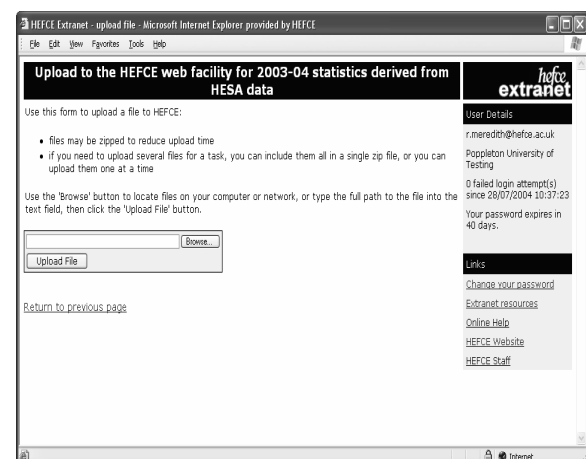 HEFCE Extranet - upload file - Microsoft Internet Explorer provided by HEFCE
File Edit View Favorites Tools Help
Upload to the HEFCE web facility for 2003-04 statistics derived from
HESA data
Use this form to upload a file to HEFCE:
• files may be zipped to reduce upload time
• if you need to upload several files for a task, you can include them all in a single zip file, or you can
upload them one at a time
Use the 'Browse' button to locate files on your computer or network, or type the full path to the file into the
text field, then click the 'Upload File' button.
Browse...
Upload File
Return to previous page
hefce
extranet
User Details
r.meredith@hefce.ac.uk
Poppleton University of
Testing
0 failed login attempt(s)
since 28/07/2004 10:37:23
Your password expires in
40 days.
Links
Change your password
Extranet resources
Online Help
HEFCE Website
HEFCE Staff
Internet